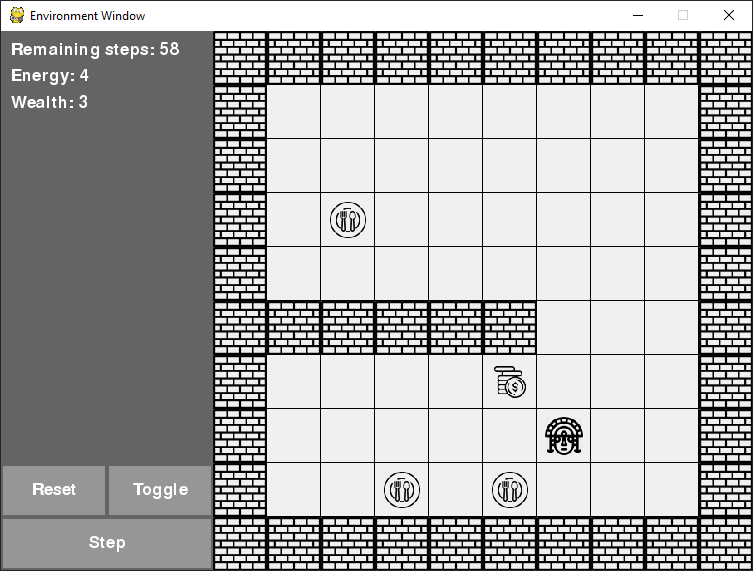 Environment Window
Remaining steps: 58
Energy: 4
Wealth: 3
$
Reset
Toggle
Step